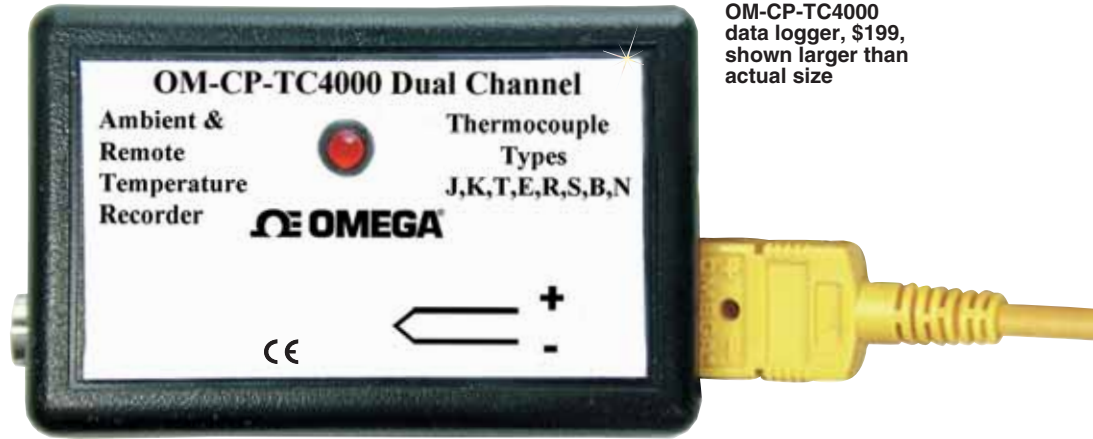 OM-CP-TC4000
data logger, $199,
shown larger than
actual size
OM-CP-TC4000 Dual Channel
Ambient &
Remote
Temperature
Recorder
Thermocouple
Types
J,K,T,E,R,S,B,N
ΩE OMEGA®
+
-
CE